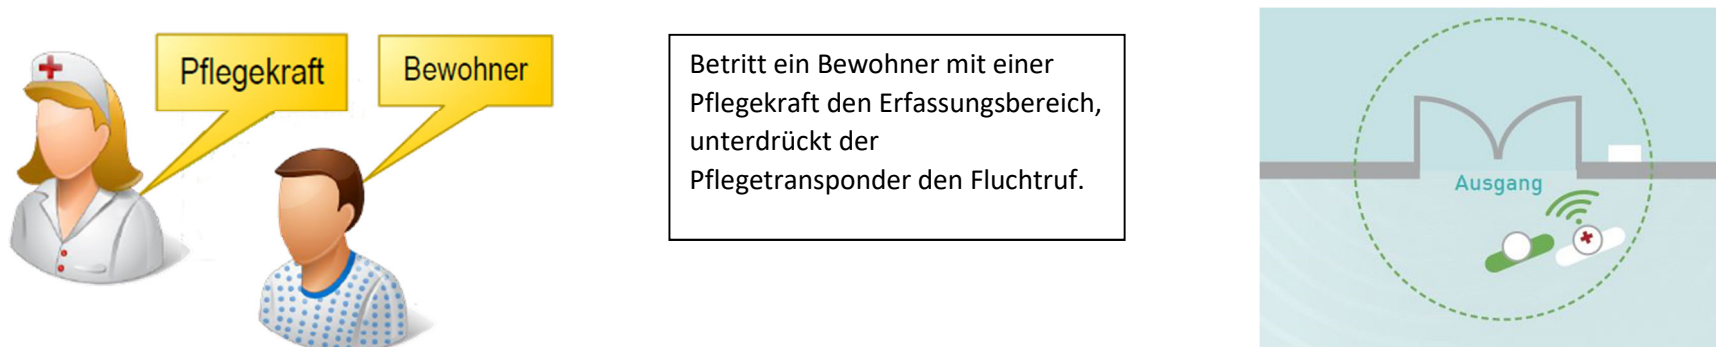 Pflegekraft
Bewohner
Betritt ein Bewohner mit einer
Pflegekraft den Erfassungsbereich,
unterdrückt der
Pflegetransponder den Fluchtruf.
Ausgang